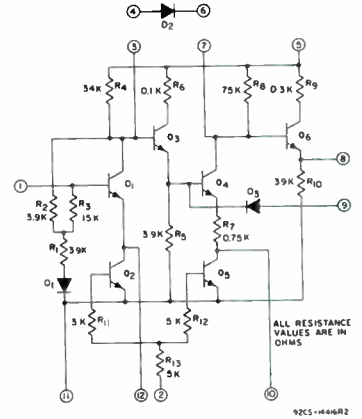 4 6
D2
3 7 5
34K R4
0.1K R6
75K R8
0.3K R9
Q3 Q6
8
1
R2
3.9K
R3
15K
Q1 Q4 D3
39K R10
9
R1 39K
39K R5
R7
0.75K
D1 Q2 Q5
3K R11
5K R12
ALL RESISTANCE
VALUES ARE IN
OHMS
R13
5K
11 12 2 10
92CS-14416R2